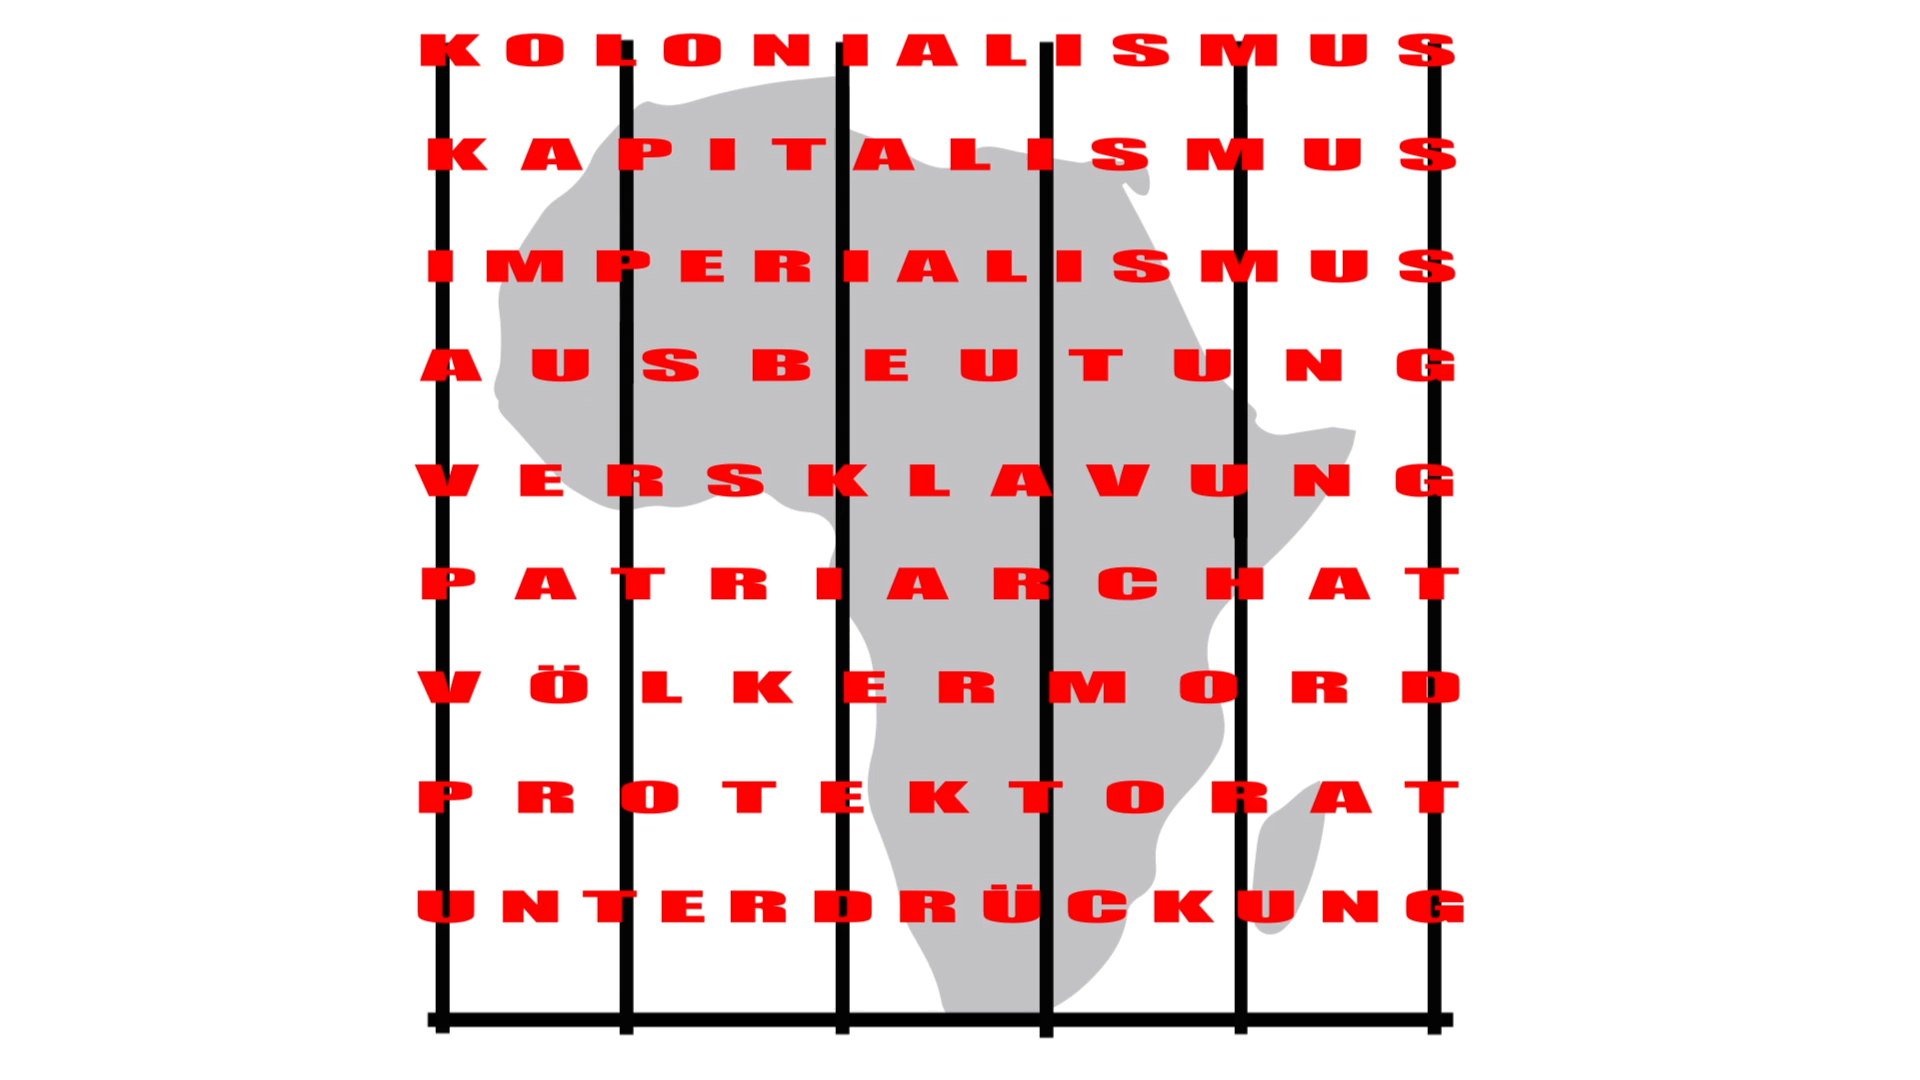 KOLONIALISMUS
KAPITALISMUS
IMPERIALISMUS
AUSBEUTUNG
VERSKLAVUNG
PATRIARCHAT
VÖLKERMORD
PROTEKTORAT
UNTERDRÜCKUNG